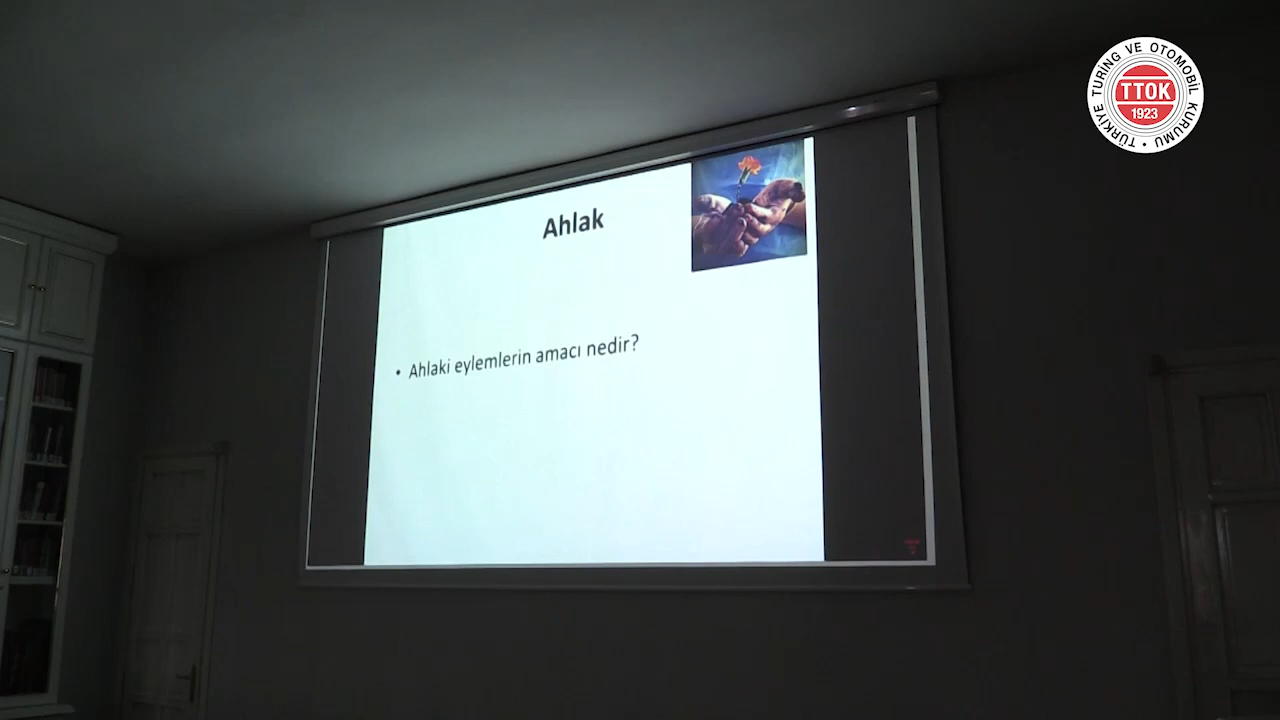 TÜRKİYE TURİNG VE OTOMOBİL KURUMU •
TTOK
1923
Ahlak
• Ahlaki eylemlerin amacı nedir?